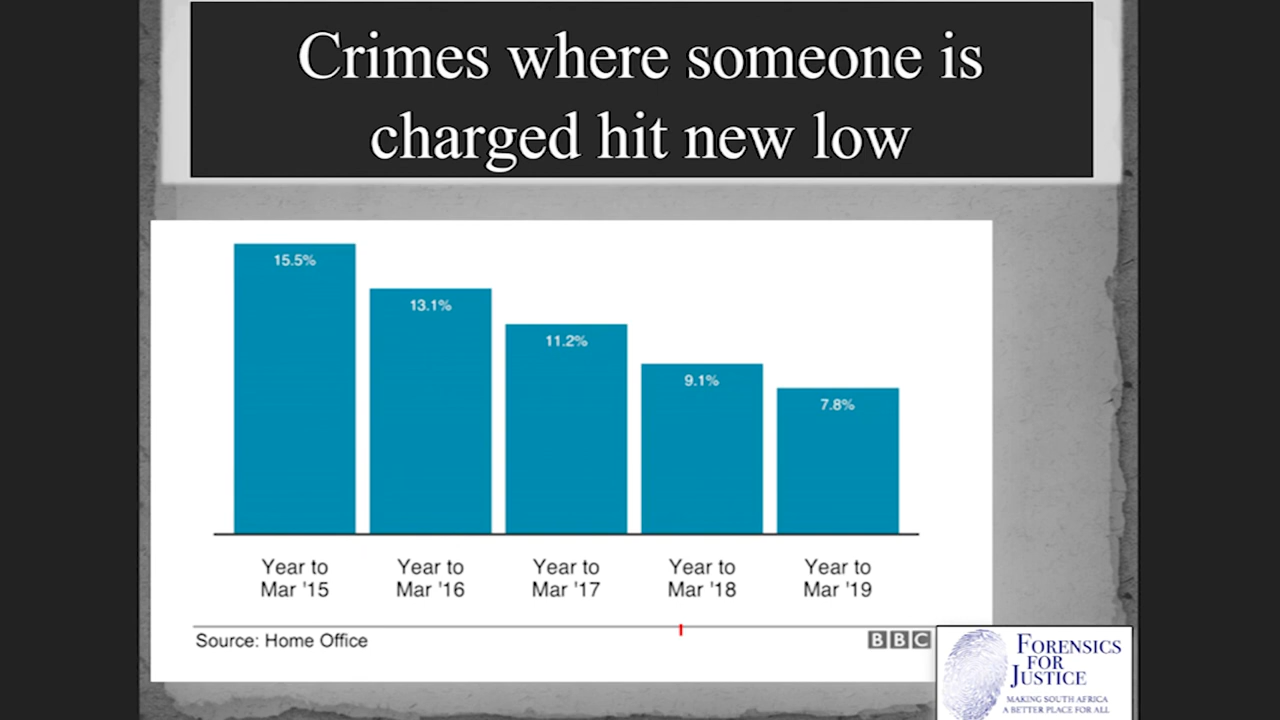 Crimes where someone is
charged hit new low
15.5%
13.1%
11.2%
9.1%
7.8%
Year to
Mar '15
Year to
Mar '16
Year to
Mar '17
Year to
Mar '18
Year to
Mar '19
Source: Home Office
BBC
FORENSICS
FOR
JUSTICE
MAKING SOUTH AFRICA
A BETTER PLACE FOR ALL